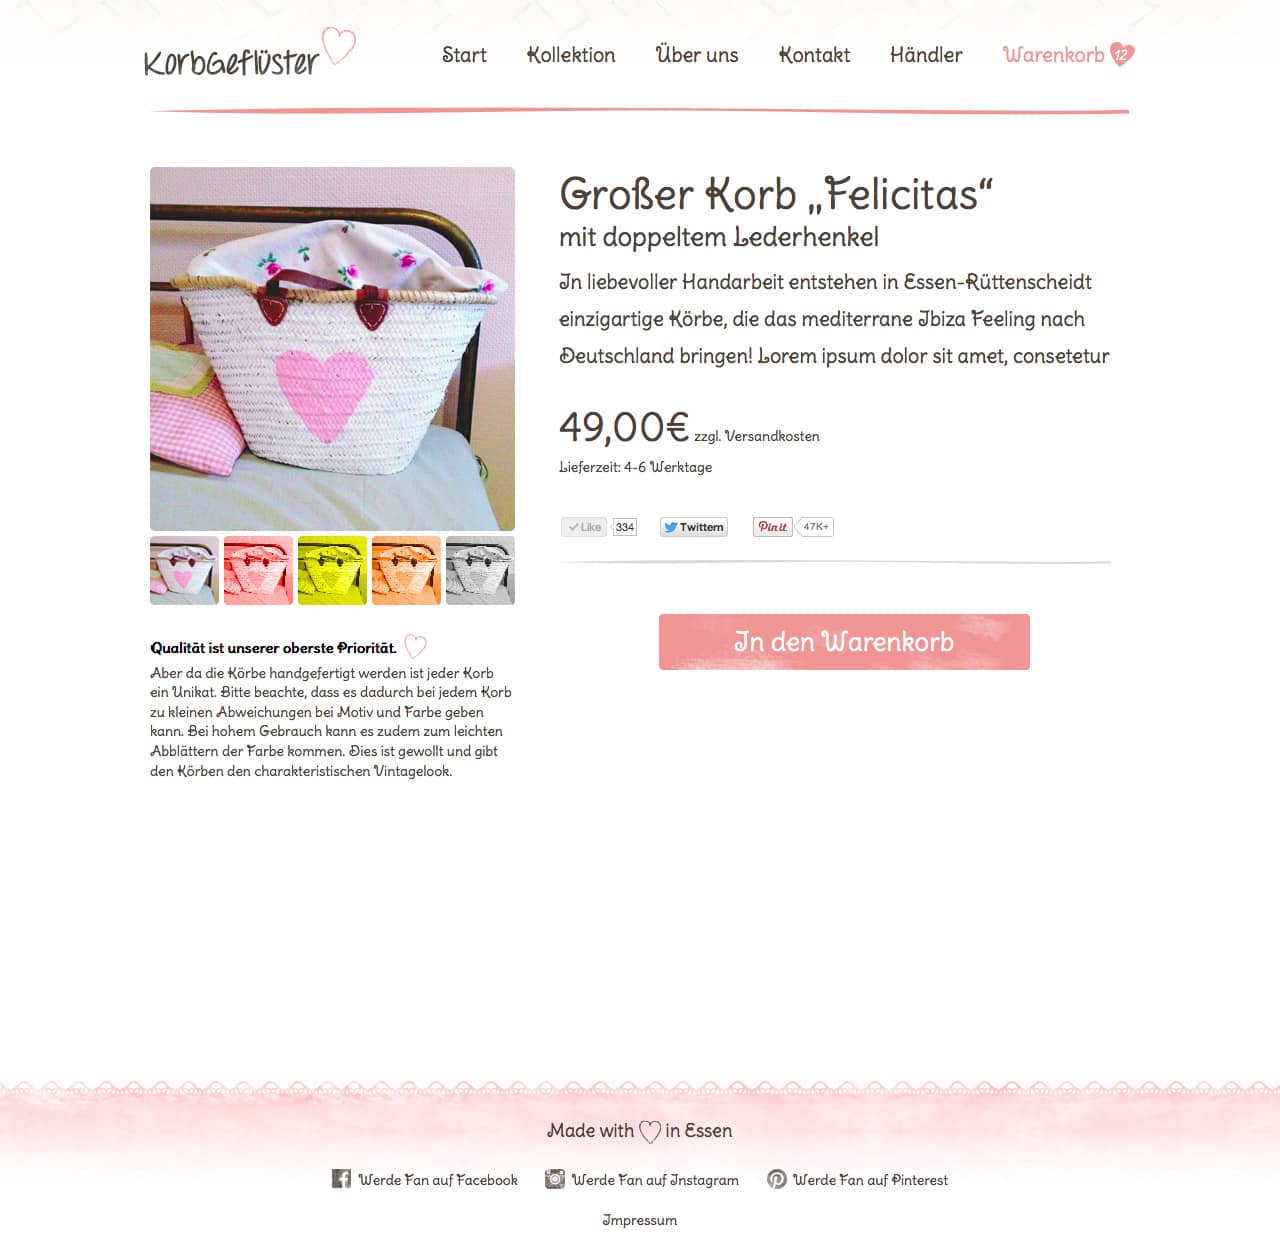 KorbGeflüster
Start
Kollektion
Über uns
Kontakt
Händler
Warenkorb 12
Großer Korb „Felicitas“
mit doppeltem Lederhenkel
In liebevoller Handarbeit entstehen in Essen-Rüttenscheidt
einzigartige Körbe, die das mediterrane Ibiza Feeling nach
Deutschland bringen! Lorem ipsum dolor sit amet, consetetur
49,00€ zzgl. Versandkosten
Lieferzeit: 4-6 Werktage
Like 334
Twittern
Pin it 47K+
In den Warenkorb
Qualität ist unserer oberste Priorität.
Aber da die Körbe handgefertigt werden ist jeder Korb
ein Unikat. Bitte beachte, dass es dadurch bei jedem Korb
zu kleinen Abweichungen bei Motiv und Farbe geben
kann. Bei hohem Gebrauch kann es zudem zum leichten
Abblättern der Farbe kommen. Dies ist gewollt und gibt
den Körben den charakteristischen Vintagelook.
Made with in Essen
Werde Fan auf Facebook
Werde Fan auf Instagram
Werde Fan auf Pinterest
Impressum